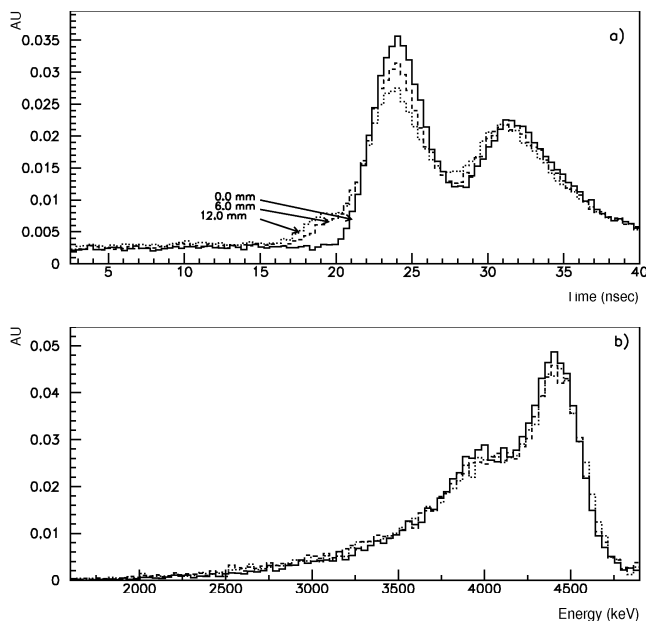 AU
a)
0.035
0.03
0.025
0.02
0.015
0.01
0.005
0
0.0 mm
6.0 mm
12.0 mm
5 10 15 20 25 30 35 40
Time (nsec)
AU
b)
0.05
0.04
0.03
0.02
0.01
0
2000 2500 3000 3500 4000 4500
Energy (keV)